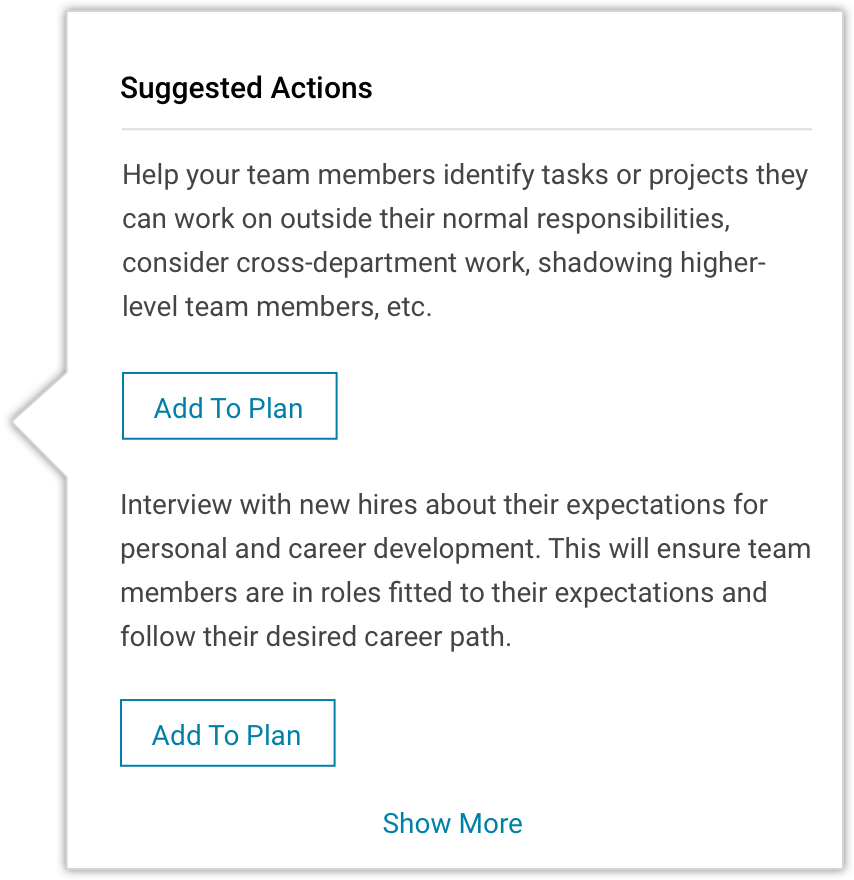 Suggested Actions
Help your team members identify tasks or projects they
can work on outside their normal responsibilities,
consider cross-department work, shadowing higher-
level team members, etc.
Add To Plan
Interview with new hires about their expectations for
personal and career development. This will ensure team
members are in roles fitted to their expectations and
follow their desired career path.
Add To Plan
Show More